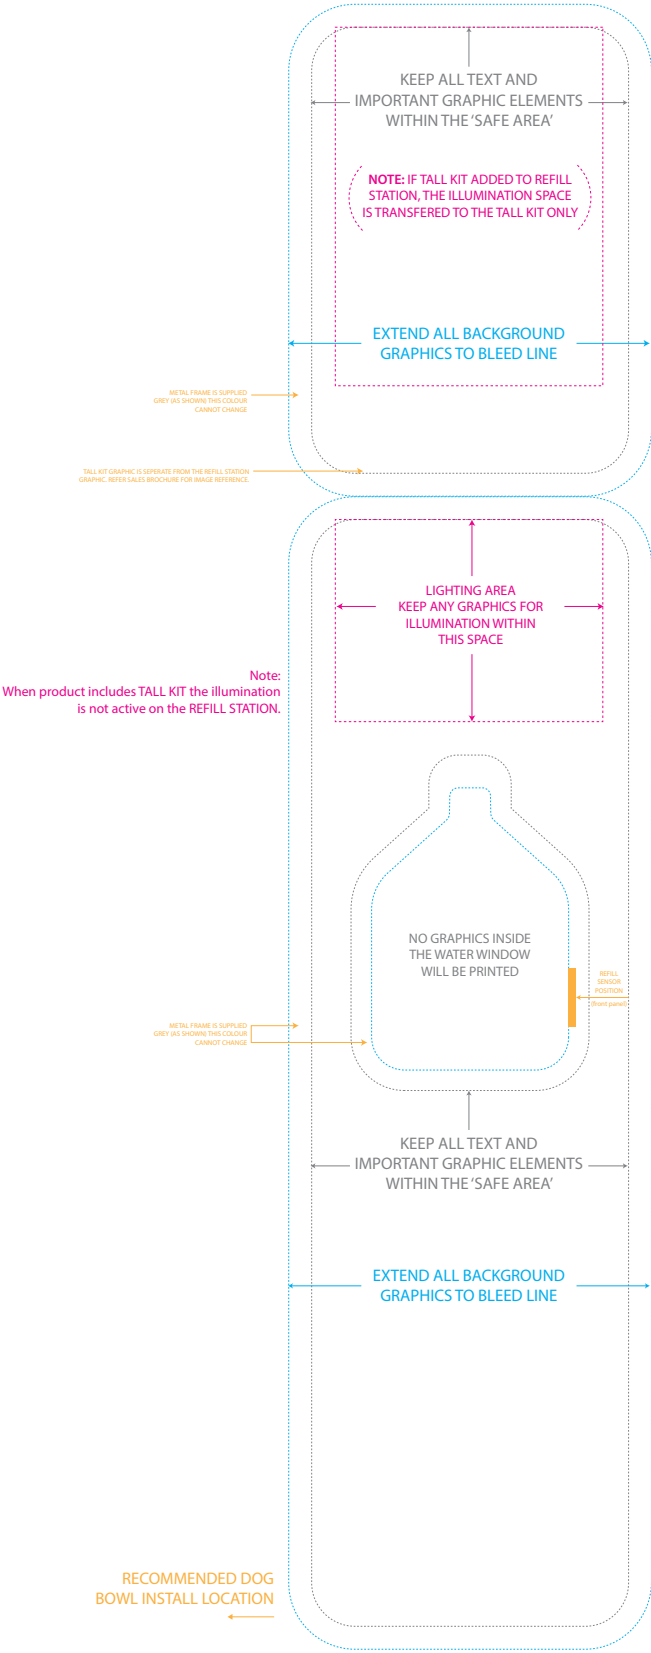 KEEP ALL TEXT AND
IMPORTANT GRAPHIC ELEMENTS
WITHIN THE ‘SAFE AREA’
NOTE: IF TALL KIT ADDED TO REFILL
STATION, THE ILLUMINATION SPACE
IS TRANSFERED TO THE TALL KIT ONLY
EXTEND ALL BACKGROUND
GRAPHICS TO BLEED LINE
METAL FRAME IS SUPPLIED
GREY (AS SHOWN) THIS COLOUR
CANNOT CHANGE
TALL KIT GRAPHIC IS SEPERATE FROM THE REFILL STATION
GRAPHIC. REFER SALES BROCHURE FOR IMAGE REFERENCE.
LIGHTING AREA
KEEP ANY GRAPHICS FOR
ILLUMINATION WITHIN
THIS SPACE
Note:
When product includes TALL KIT the illumination
is not active on the REFILL STATION.
NO GRAPHICS INSIDE
THE WATER WINDOW
WILL BE PRINTED
REFILL
SENSOR
POSITION
(front panel)
METAL FRAME IS SUPPLIED
GREY (AS SHOWN) THIS COLOUR
CANNOT CHANGE
KEEP ALL TEXT AND
IMPORTANT GRAPHIC ELEMENTS
WITHIN THE ‘SAFE AREA’
EXTEND ALL BACKGROUND
GRAPHICS TO BLEED LINE
RECOMMENDED DOG
BOWL INSTALL LOCATION